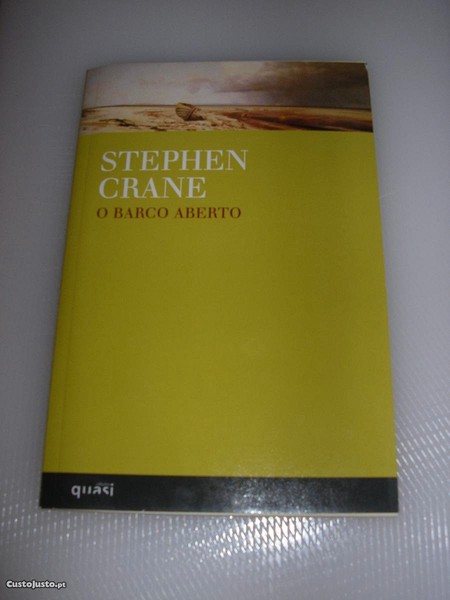 STEPHEN
CRANE
O BARCO ABERTO
quasi
CustoJusto.pt